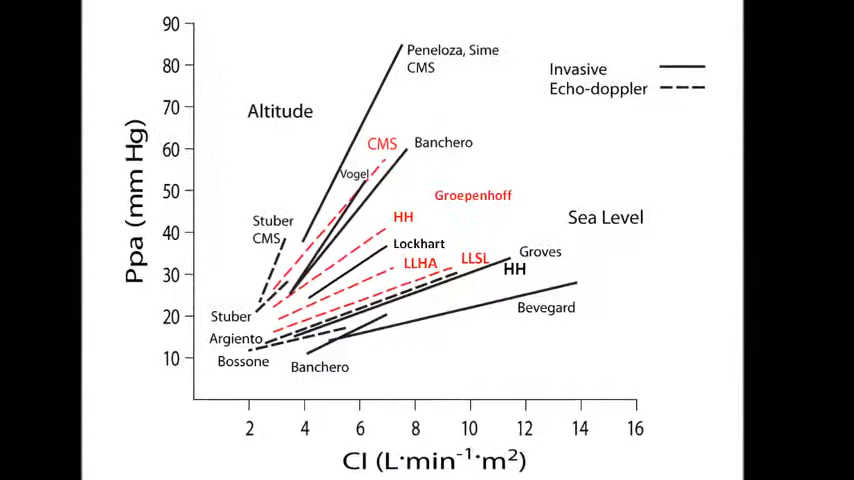 90
80
70
60
50
40
30
20
10
Ppa (mm Hg)
Peneloza, Sime
CMS
Invasive
Echo-doppler
Altitude
CMS
Banchero
Vogel
Groepenhoff
Stuber
CMS
HH
Sea Level
Lockhart
LLHA
LLSL
Groves
HH
Stuber
Bevegard
Argiento
Bossone
Banchero
2 4 6 8 10 12 14 16
CI (L·min⁻¹·m²)